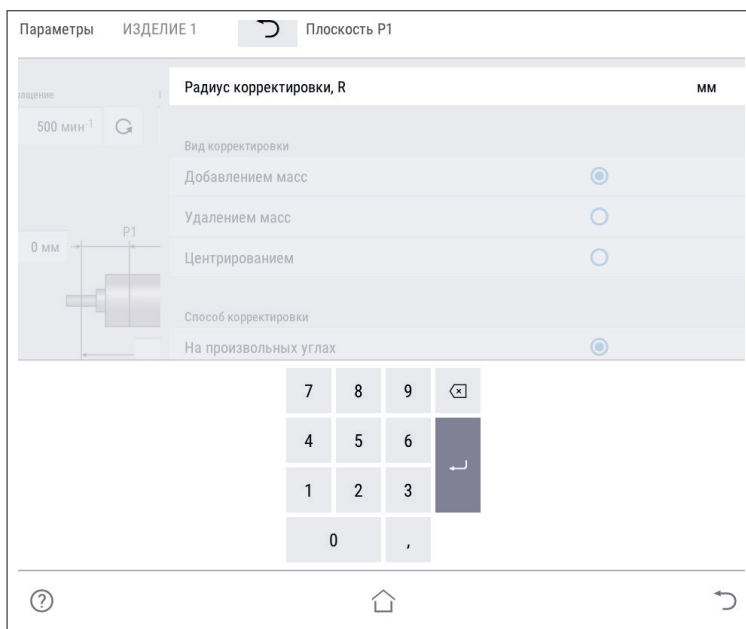 Параметры ИЗДЕЛИЕ 1 Плоскость P1
Радиус корректировки, R мм
500 мин⁻¹
Вид корректировки
Добавлением масс
Удалением масс
P1
0 мм
Центрированием
Способ корректировки
На произвольных углах
7 8 9
4 5 6
1 2 3
0 ,
?